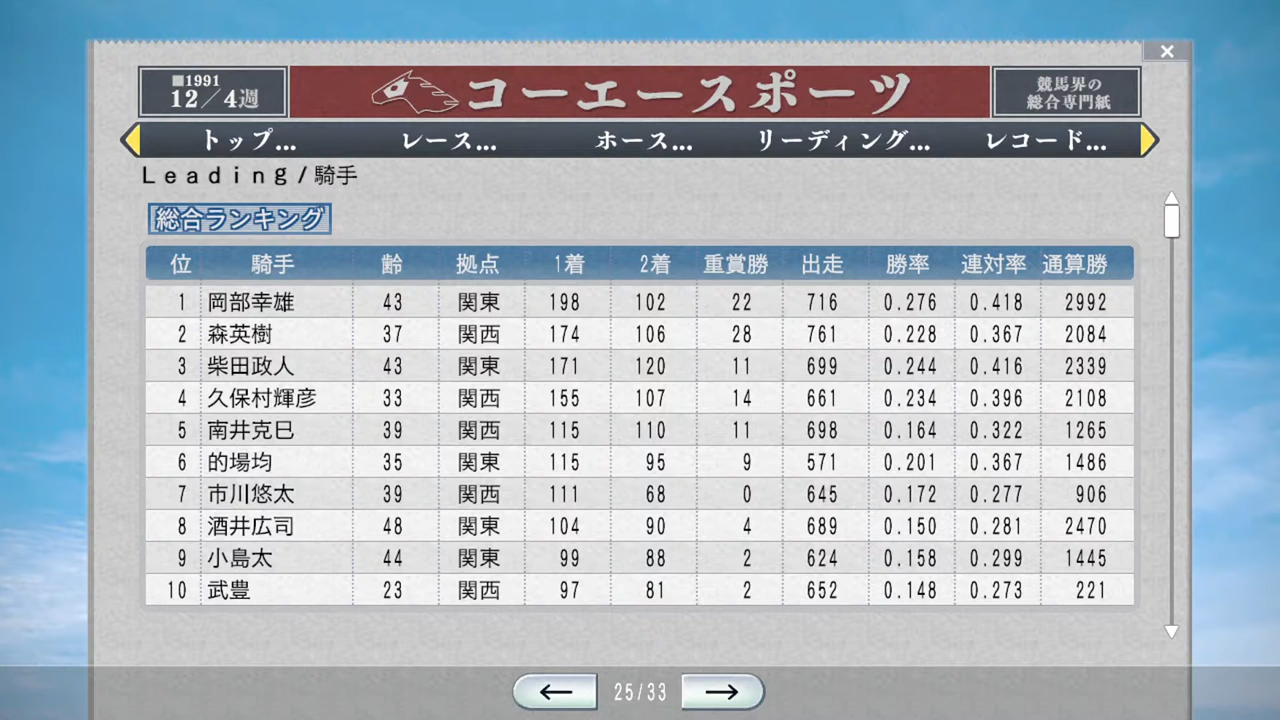 ■1991
12/4週
コーエースポーツ
競馬界の
総合専門紙
トップ... レース... ホース... リーディング... レコード...
Leading/騎手
総合ランキング
位 騎手 齢 拠点 1着 2着 重賞勝 出走 勝率 連対率 通算勝
1 岡部幸雄 43 関東 198 102 22 716 0.276 0.418 2992
2 森英樹 37 関西 174 106 28 761 0.228 0.367 2084
3 柴田政人 43 関東 171 120 11 699 0.244 0.416 2339
4 久保村輝彦 33 関西 155 107 14 661 0.234 0.396 2108
5 南井克巳 39 関西 115 110 11 698 0.164 0.322 1265
6 的場均 35 関東 115 95 9 571 0.201 0.367 1486
7 市川悠太 39 関西 111 68 0 645 0.172 0.277 906
8 酒井広司 48 関東 104 90 4 689 0.150 0.281 2470
9 小島太 44 関東 99 88 2 624 0.158 0.299 1445
10 武豊 23 関西 97 81 2 652 0.148 0.273 221
← 25/33 →